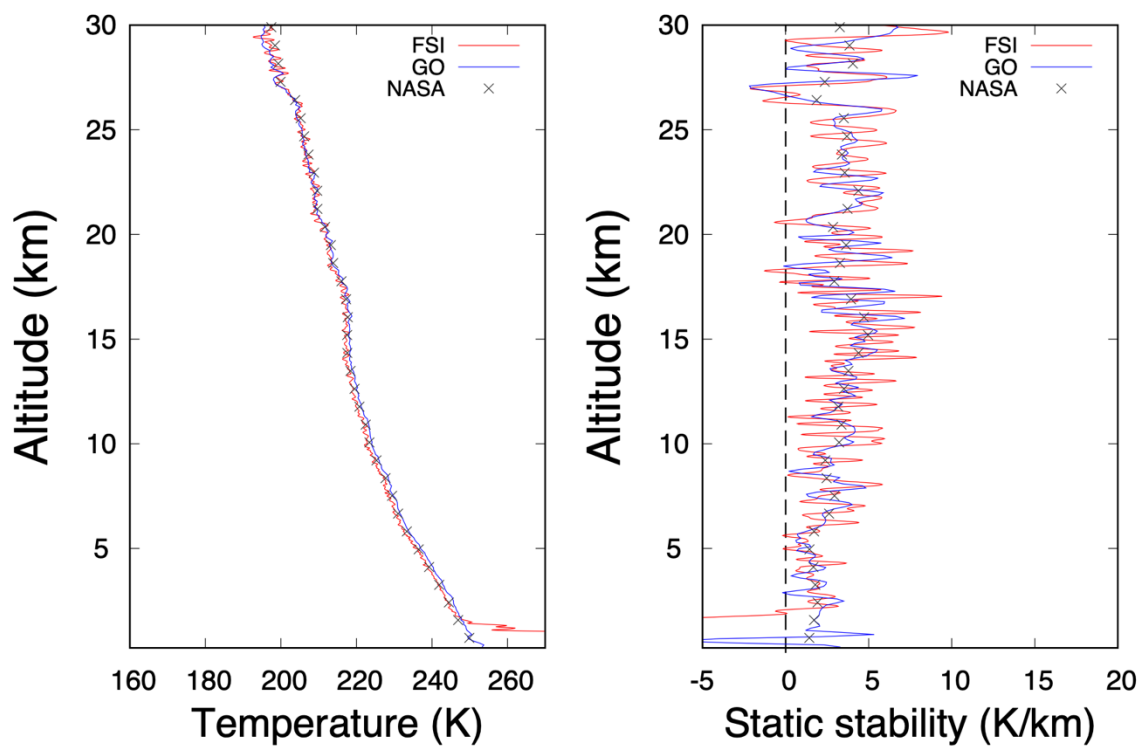 30
25
20
15
10
5
160
180
200
220
240
260
Altitude (km)
Temperature (K)
FSI
GO
NASA
30
25
20
15
10
5
-5
0
5
10
15
20
Altitude (km)
Static stability (K/km)
FSI
GO
NASA